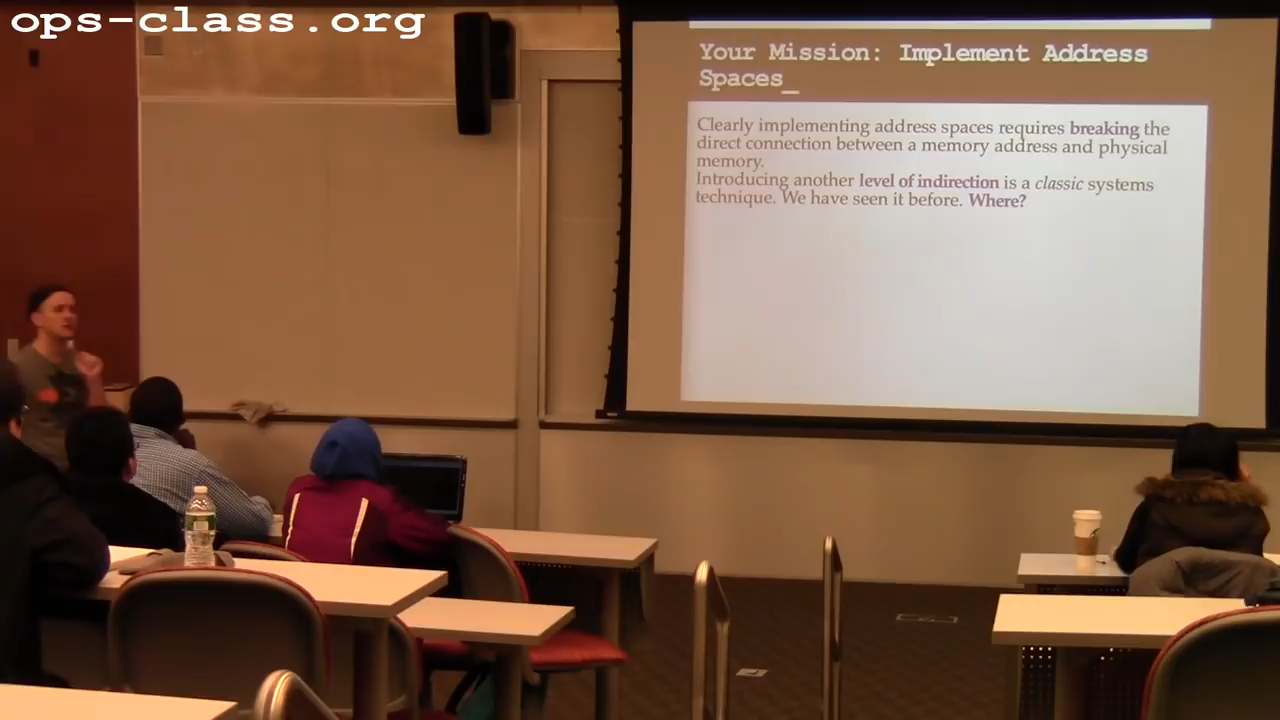 ops-class.org
Your Mission: Implement Address
Spaces_
Clearly implementing address spaces requires breaking the
direct connection between a memory address and physical
memory.
Introducing another level of indirection is a classic systems
technique. We have seen it before. Where?